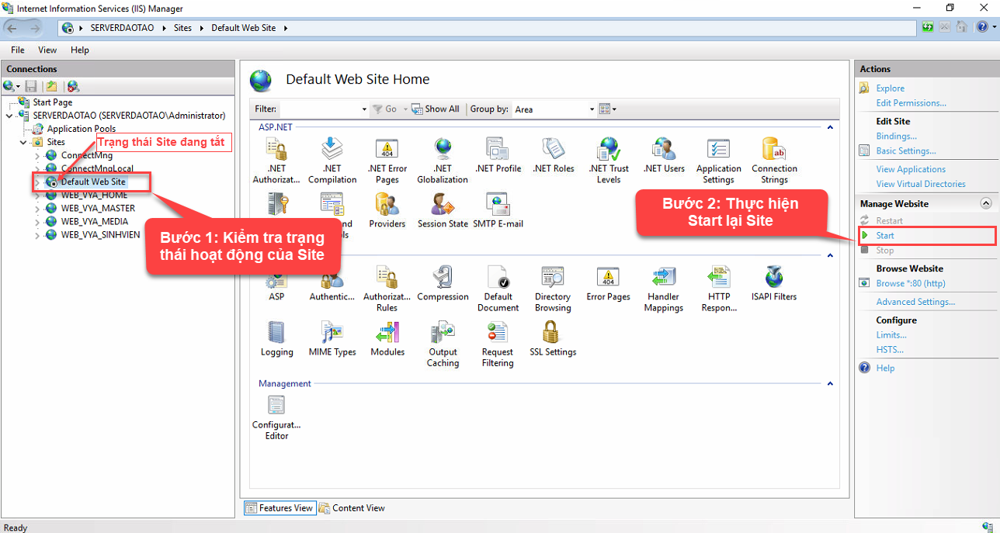 Internet Information Services (IIS) Manager
SERVERDAOTAO
Sites
Default Web Site
File
View
Help
Connections
Start Page
SERVERDAOTAO (SERVERDAOTAO\Administrator)
Application Pools
Sites
Trạng thái Site đang tắt
ConnectMng
ConnectMngLocal
Default Web Site
WEB_VYA_HOME
WEB_VYA_MASTER
WEB_VYA_MEDIA
WEB_VYA_SINHVIEN
Bước 1: Kiểm tra trạng
thái hoạt động của Site
Default Web Site Home
Filter:
Go
Show All
Group by:
Area
ASP.NET
.NET
Authorizat...
.NET
Compilation
.NET Error
Pages
.NET
Globalization
.NET Profile
.NET Roles
.NET Trust
Levels
.NET Users
Application
Settings
Connection
Strings
Providers
Session State
SMTP E-mail
Bước 2: Thực hiện
Start lại Site
ASP
Authentic...
Authorizat...
Rules
Compression
Default
Document
Directory
Browsing
Error Pages
Handler
Mappings
HTTP
Respon...
ISAPI Filters
Logging
MIME Types
Modules
Output
Caching
Request
Filtering
SSL Settings
Management
Configurat...
Editor
Features View
Content View
Actions
Explore
Edit Permissions...
Edit Site
Bindings...
Basic Settings...
View Applications
View Virtual Directories
Manage Website
Restart
Start
Stop
Browse Website
Browse *:80 (http)
Advanced Settings...
Configure
Limits...
HSTS...
Help
Ready